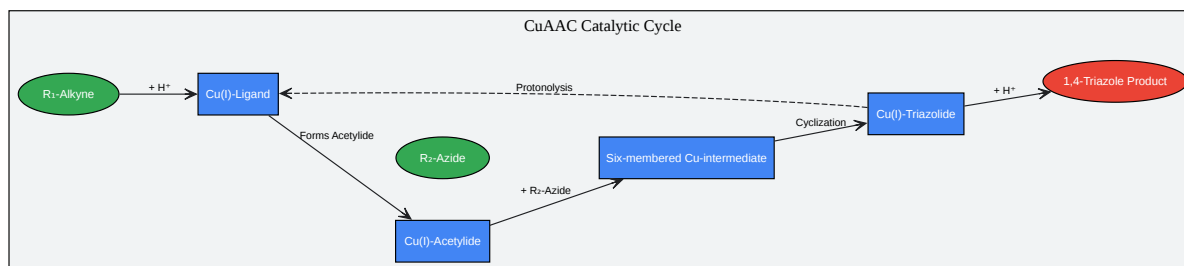 CuAAC Catalytic Cycle
R₁-Alkyne
+ H⁺
Cu(I)-Ligand
Protonolysis
Forms Acetylide
R₂-Azide
Cu(I)-Acetylide
+ R₂-Azide
Six-membered Cu-intermediate
Cyclization
Cu(I)-Triazolide
+ H⁺
1,4-Triazole Product